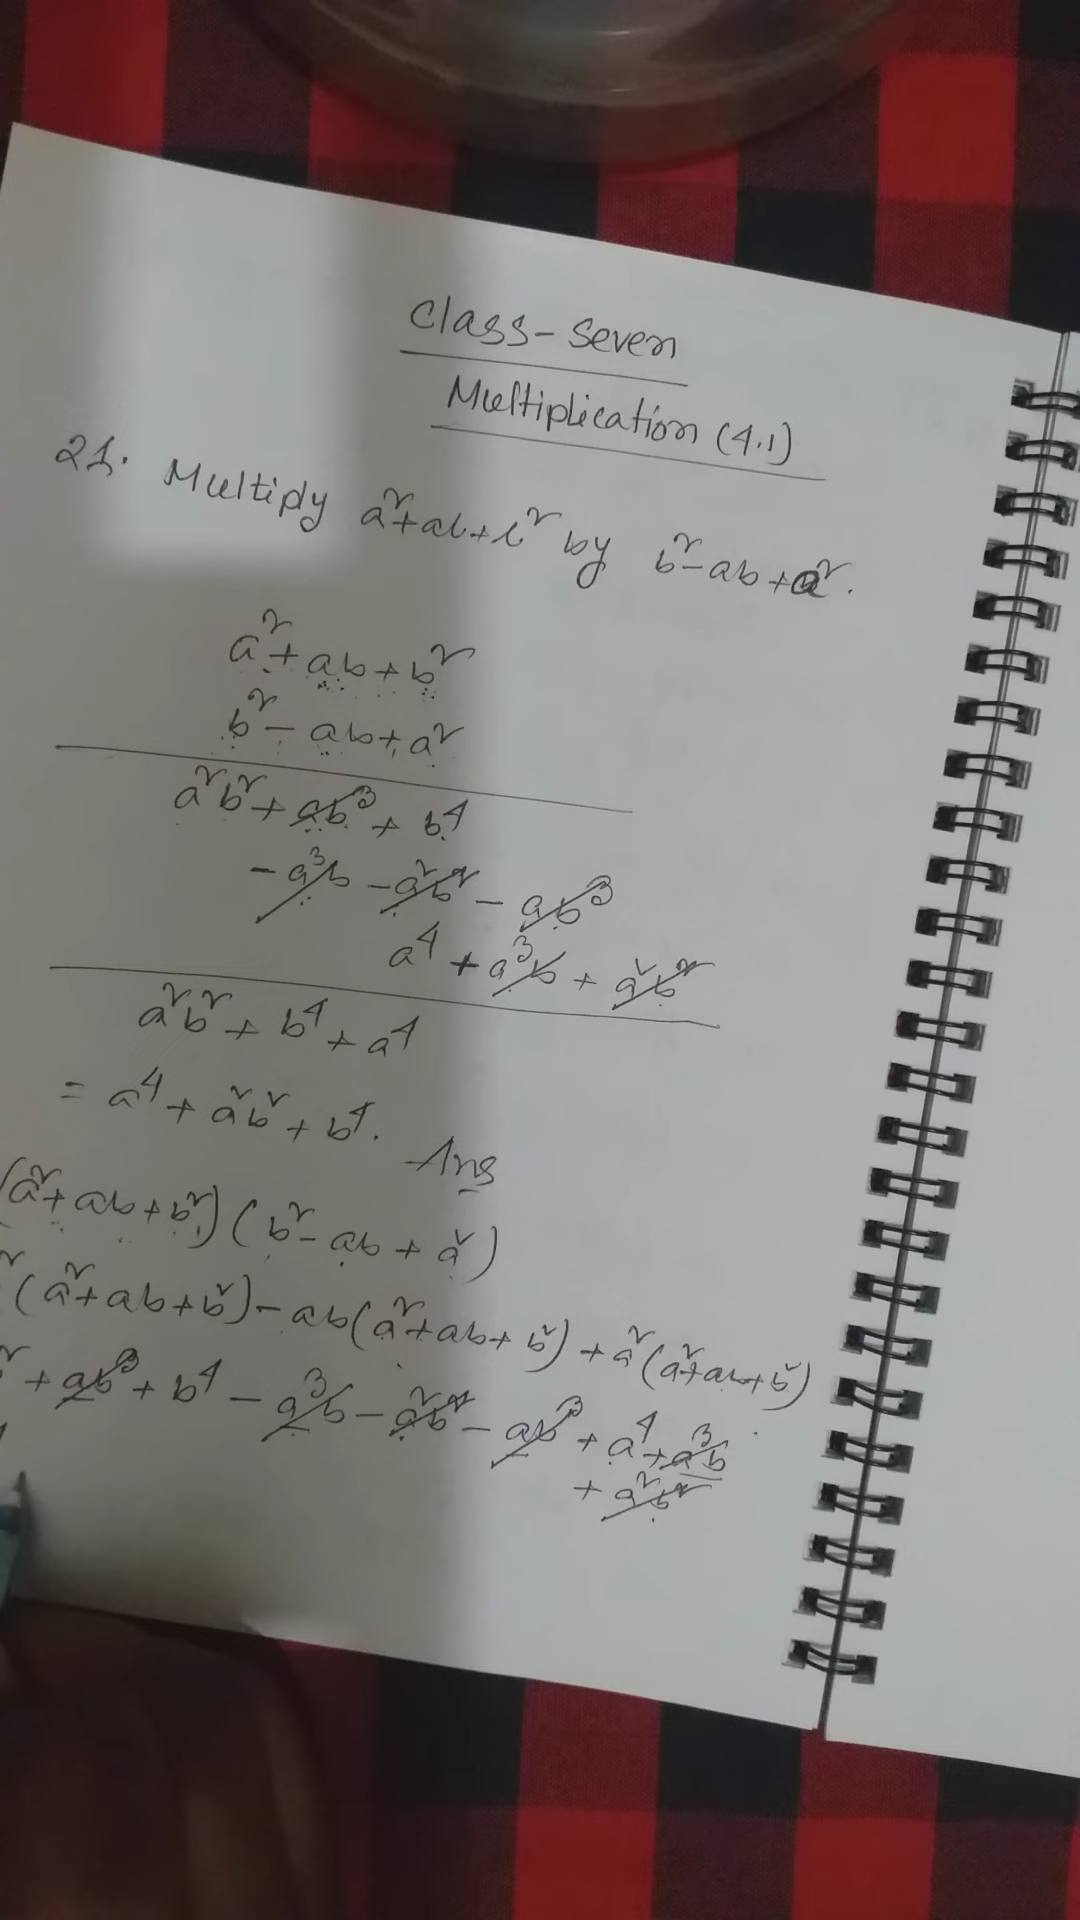 Class-Seven
Multiplication (4.1)
21. Multiply a²+ab+b² by b²-ab+a².
a²+ab+b²
b²-ab+a²
a²b²+ab³+b⁴
-a³b-a²b²-ab³
a⁴+a³b+a²b²
a²b²+b⁴+a⁴
=a⁴+a²b²+b⁴. Ans
(a²+ab+b²)(b²-ab+a²)
²(a²+ab+b²)-ab(a²+ab+b²)+a²(a²+ab+b²)
²+ab³+b⁴-a³b-a²b²-ab³+a⁴+a³b
+a²b²